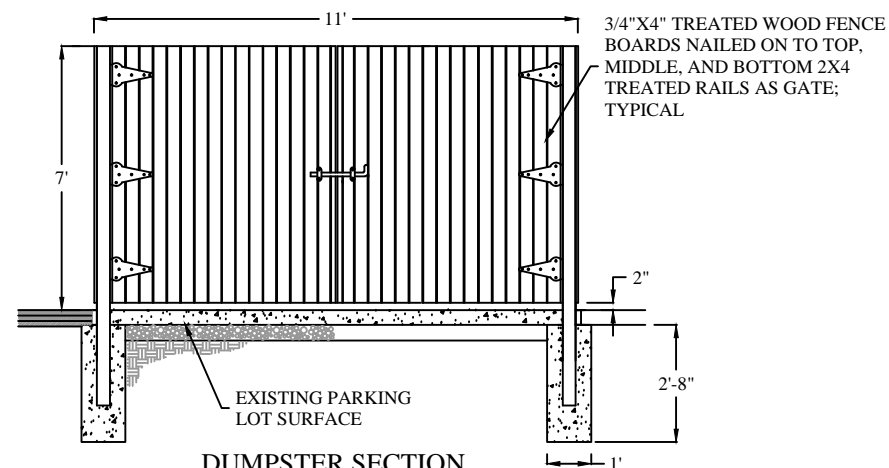 11'
3/4"X4" TREATED WOOD FENCE
BOARDS NAILED ON TO TOP,
MIDDLE, AND BOTTOM 2X4
TREATED RAILS AS GATE;
TYPICAL
7'
2"
2'-8"
EXISTING PARKING
LOT SURFACE
DUMPSTER SECTION
1'